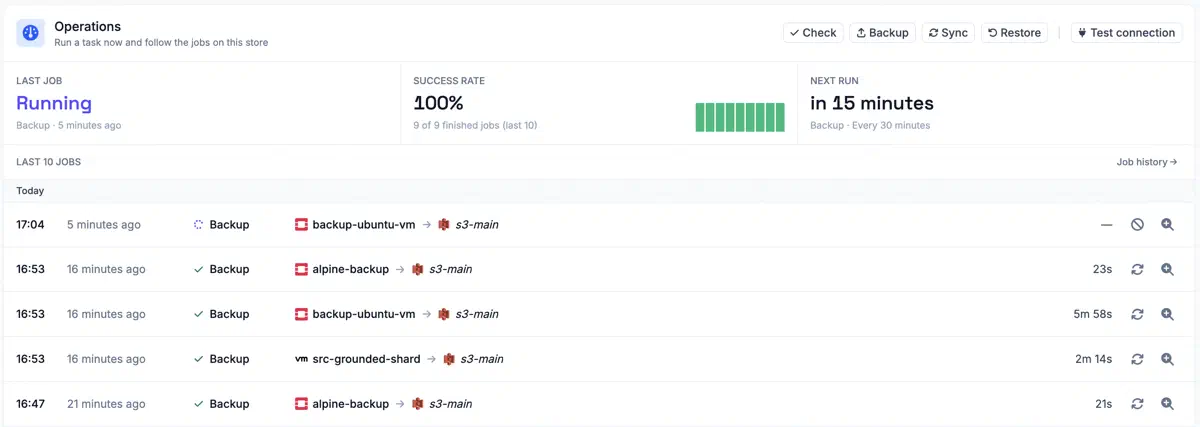 Operations
Run a task now and follow the jobs on this store
Check Backup Sync Restore Test connection
LAST JOB
Running
Backup · 5 minutes ago
SUCCESS RATE
100%
9 of 9 finished jobs (last 10)
NEXT RUN
in 15 minutes
Backup · Every 30 minutes
LAST 10 JOBS Job history →
Today
17:04 5 minutes ago Backup backup-ubuntu-vm → s3-main —
16:53 16 minutes ago Backup alpine-backup → s3-main 23s
16:53 16 minutes ago Backup backup-ubuntu-vm → s3-main 5m 58s
16:53 16 minutes ago Backup vm src-grounded-shard → s3-main 2m 14s
16:47 21 minutes ago Backup alpine-backup → s3-main 21s